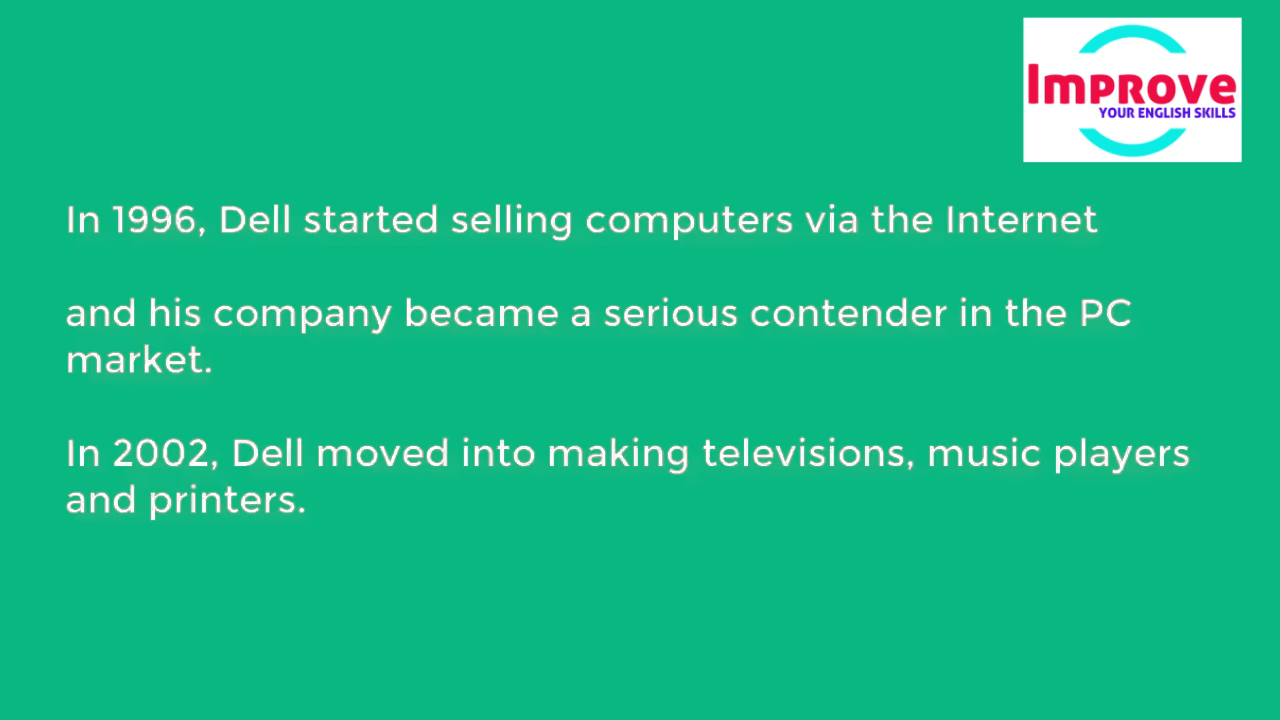 Improve
YOUR ENGLISH SKILLS
In 1996, Dell started selling computers via the Internet
and his company became a serious contender in the PC
market.
In 2002, Dell moved into making televisions, music players
and printers.